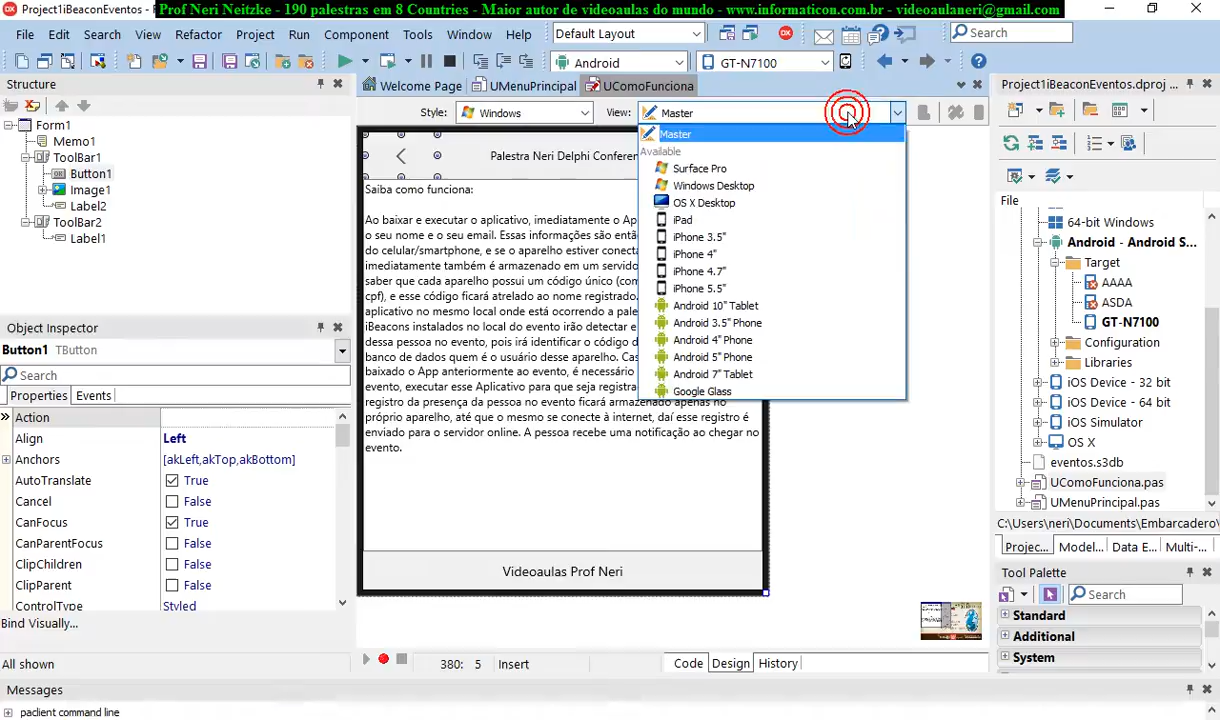 Project1iBeaconEventos
Prof Neri Neitzke - 190 palestras em 8 Countries - Maior autor de videoaulas do mundo - www.informaticon.com.br - videoaulaneri@gmail.com
File Edit Search View Refactor Project Run Component Tools Window Help
Default Layout
Search
Android
GT-N7100
Structure
Welcome Page
UMenuPrincipal
UComoFunciona
Project1iBeaconEventos.dproj ...
Style: Windows
View: Master
Form1
Memo1
ToolBar1
Button1
Image1
Label2
ToolBar2
Label1
Palestra Neri Delphi Conferen
Saiba como funciona:
Ao baixar e executar o aplicativo, imediatamente o Ap
o seu nome e o seu email. Essas informações são entã
do celular/smartphone, e se o aparelho estiver conecta
imediatamente também é armazenado em um servido
saber que cada aparelho possui um código único (com
cpf), e esse código ficará atrelado ao nome registrado.
aplicativo no mesmo local onde está ocorrendo a pale
iBeacons instalados no local do evento irão detectar e
dessa pessoa no evento, pois irá identificar o código d
banco de dados quem é o usuário desse aparelho. Cas
baixado o App anteriormente ao evento, é necessário
evento, executar esse Aplicativo para que seja registra
registro da presença da pessoa no evento ficará armazenado apenas no
próprio aparelho, até que o mesmo se conecte à internet, daí esse registro é
enviado para o servidor online. A pessoa recebe uma notificação ao chegar no
evento.
Videoaulas Prof Neri
Master
Available
Surface Pro
Windows Desktop
OS X Desktop
iPad
iPhone 3.5"
iPhone 4"
iPhone 4.7"
iPhone 5.5"
Android 10" Tablet
Android 3.5" Phone
Android 4" Phone
Android 5" Phone
Android 7" Tablet
Google Glass
Object Inspector
Button1 TButton
Search
Properties Events
Action
Align Left
Anchors [akLeft,akTop,akBottom]
AutoTranslate True
Cancel False
CanFocus True
CanParentFocus False
ClipChildren False
ClipParent False
ControlType Styled
Bind Visually...
All shown
380: 5 Insert
Code Design History
File
64-bit Windows
Android - Android S...
Target
AAAA
ASDA
GT-N7100
Configuration
Libraries
iOS Device - 32 bit
iOS Device - 64 bit
iOS Simulator
OS X
eventos.s3db
UComoFunciona.pas
UMenuPrincipal.pas
C:\Users\neri\Documents\Embarcadero\
Projec... Model... Data E... Multi-...
Tool Palette
Search
Standard
Additional
System
Messages
paclient command line